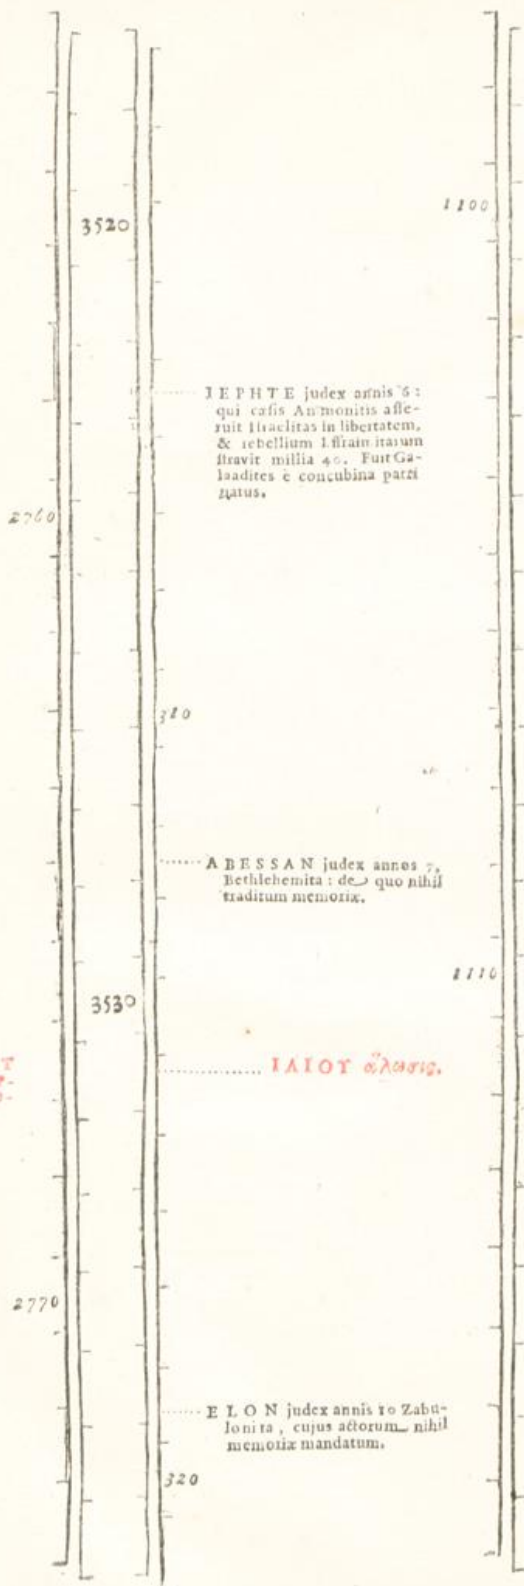 1100
3520
IEPHTE judex annis 6:
qui cæsis Ammonitis asse-
ruit Israelitas in libertatem,
& rebellium Effraimitarum
stravit millia 40. Fuit Ga-
laadites è concubina patri
natus.
2760
310
ABESSAN judex annos 7,
Bethlehemita: de quo nihil
traditum memoriæ.
1110
3530
ΙΛΙΟΥ ἅλωσις.
2770
ELON judex annis 10 Zabu-
lonita, cujus actorum nihil
memoriæ mandatum.
320